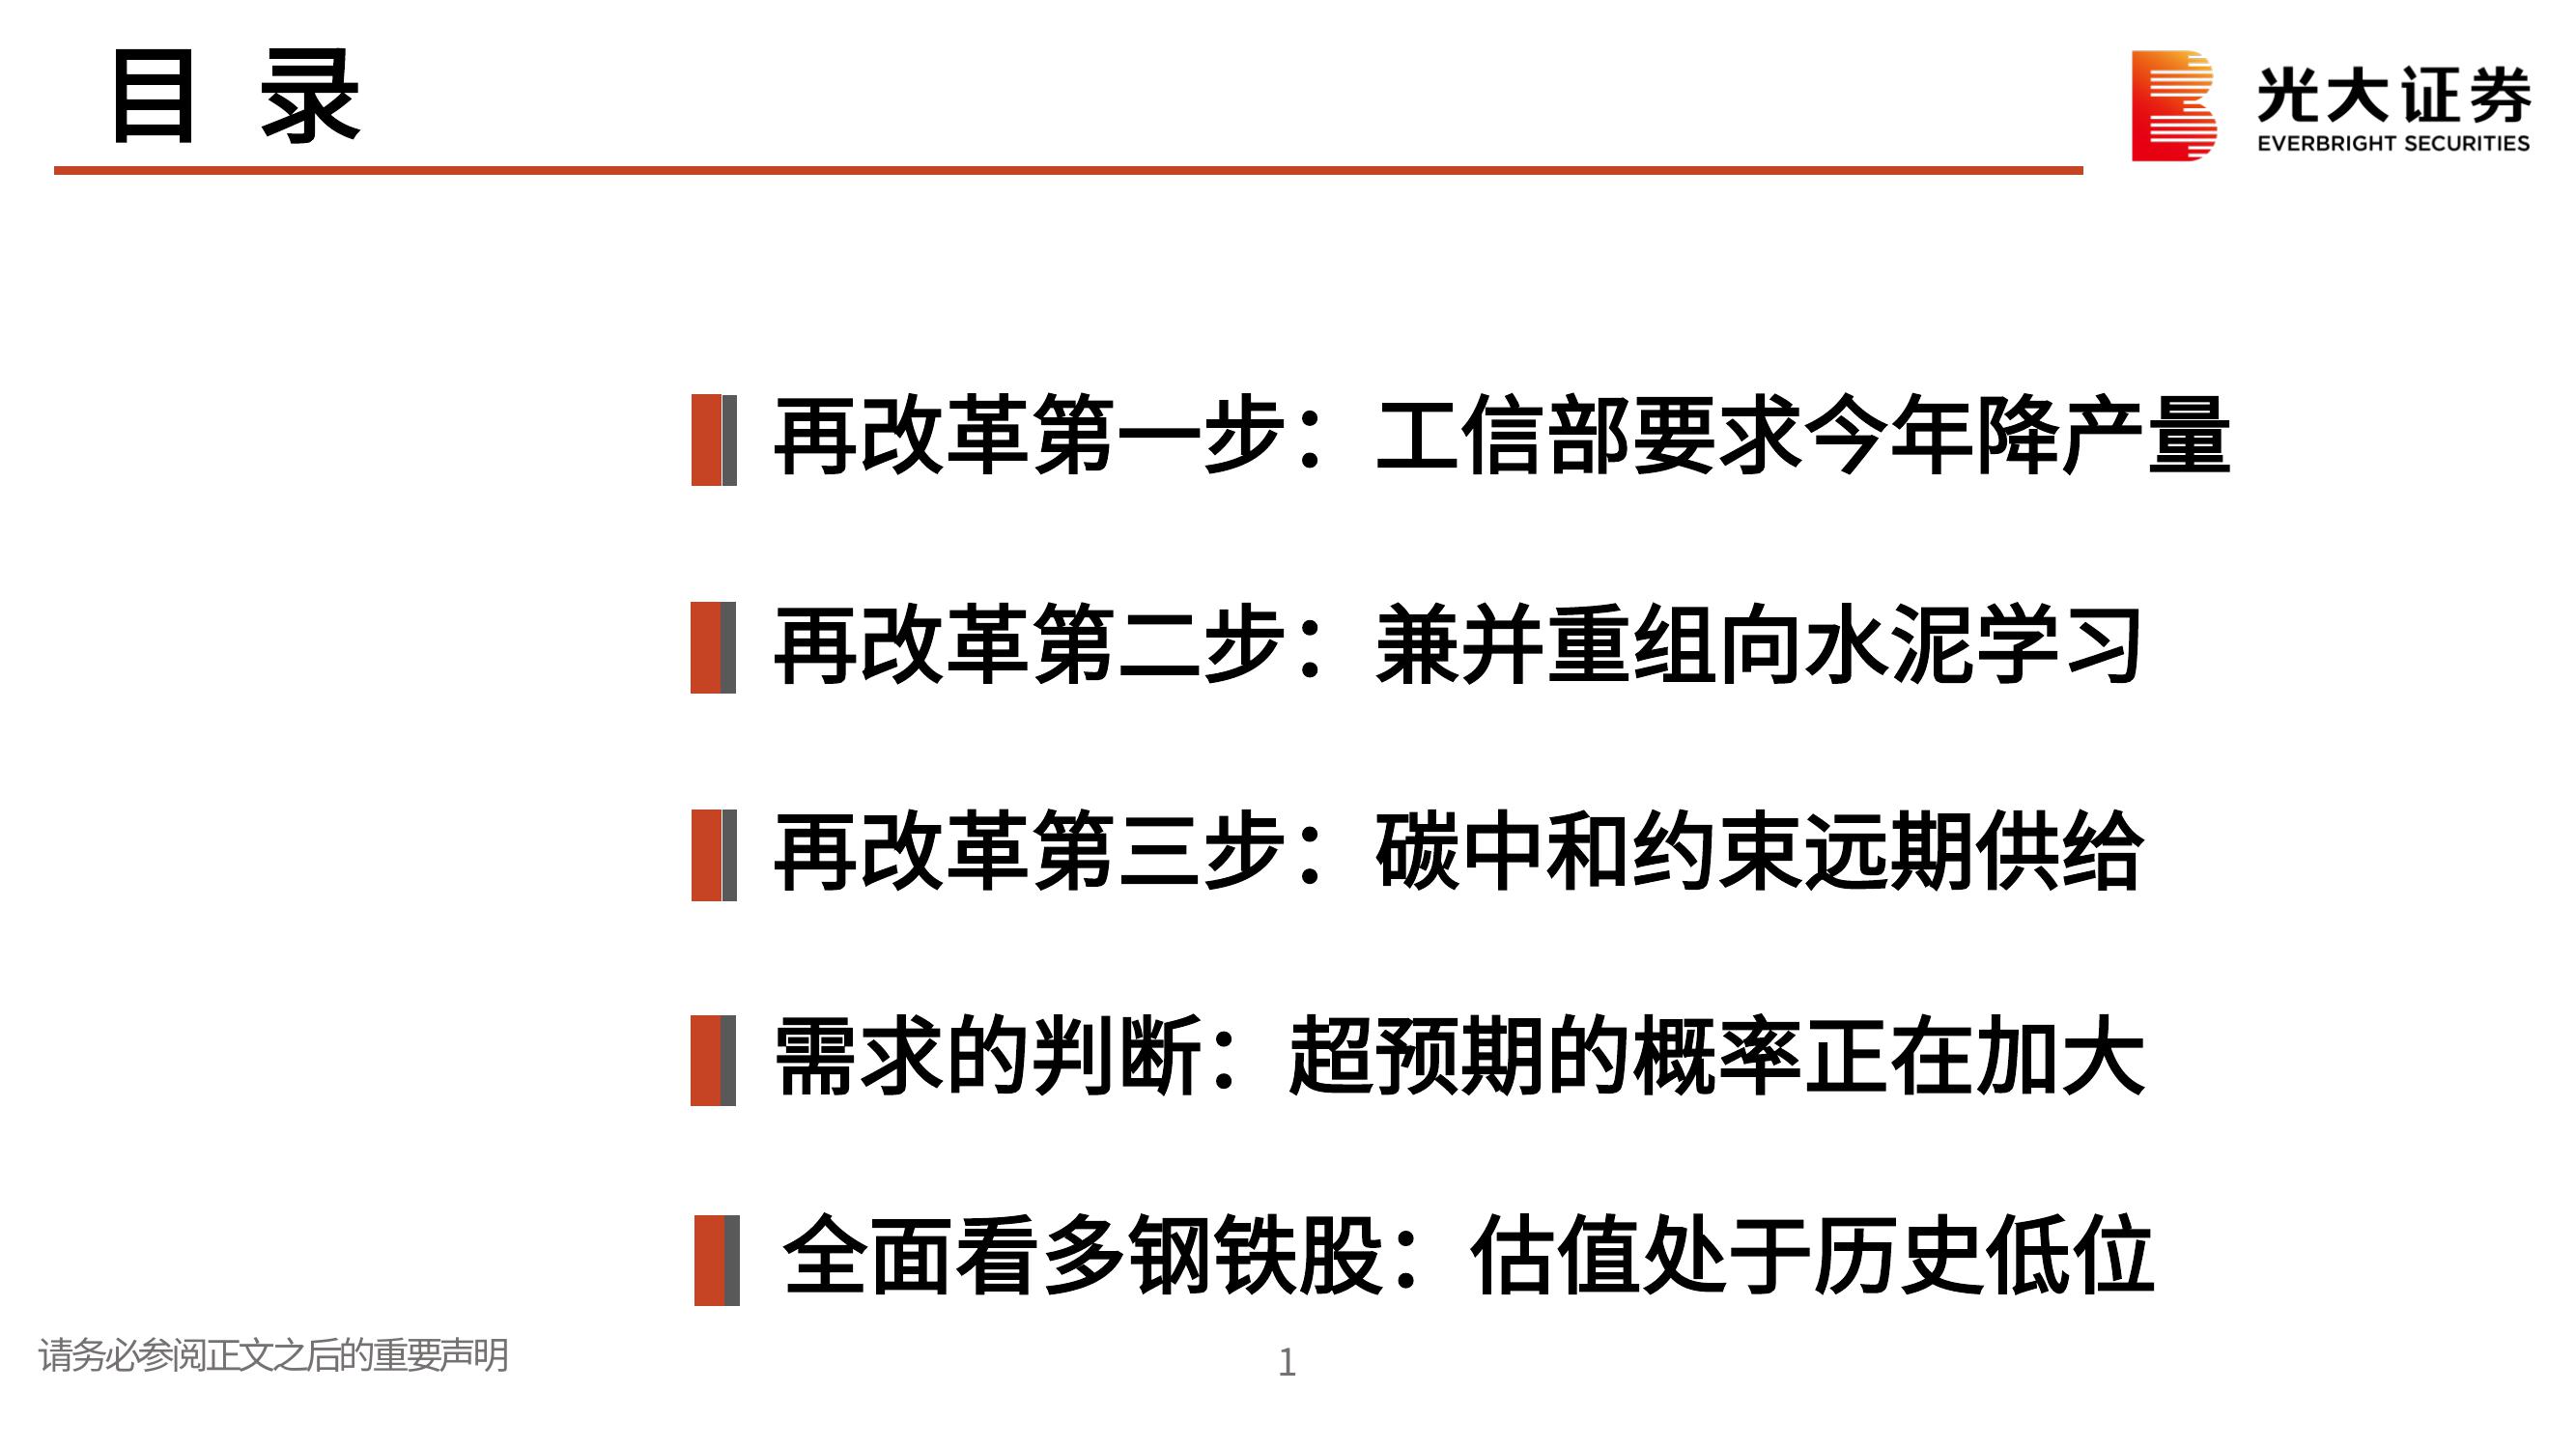 目 录
光大证券
EVERBRIGHT SECURITIES
再改革第一步：工信部要求今年降产量
再改革第二步：兼并重组向水泥学习
再改革第三步：碳中和约束远期供给
需求的判断：超预期的概率正在加大
全面看多钢铁股：估值处于历史低位
请务必参阅正文之后的重要声明
1